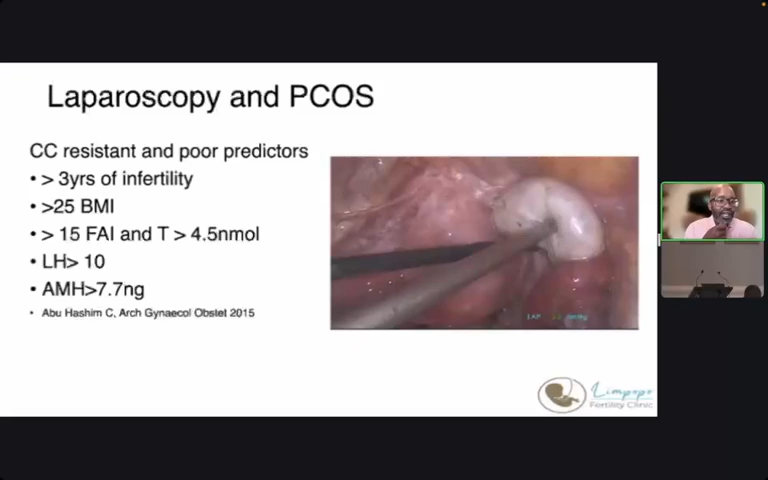 Laparoscopy and PCOS
CC resistant and poor predictors
• > 3yrs of infertility
• >25 BMI
• > 15 FAI and T > 4.5nmol
• LH> 10
• AMH>7.7ng
• Abu Hashim C, Arch Gynaecol Obstet 2015
Limpopo
Fertility Clinic